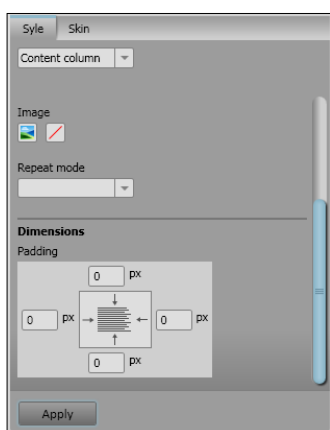 Syle Skin
Content column
Image
Repeat mode
Dimensions
Padding
0 px
0 px 0 px
0 px
Apply